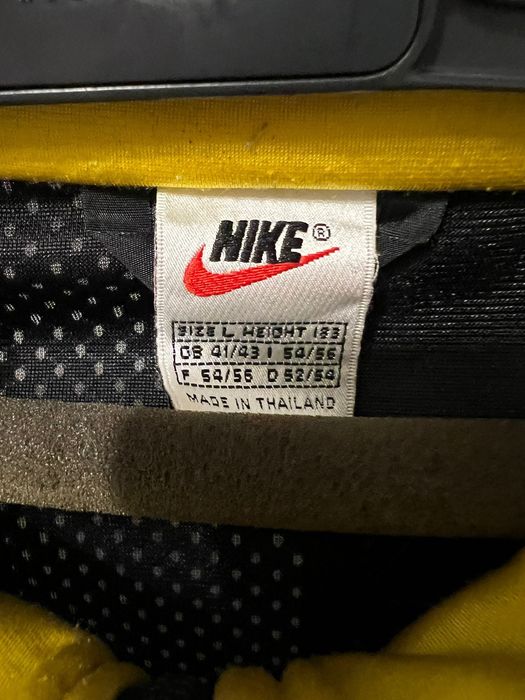 NIKE®
SIZE L HEIGHT 183
GB 41/43 I 54/56
F 54/56 D 52/54
MADE IN THAILAND